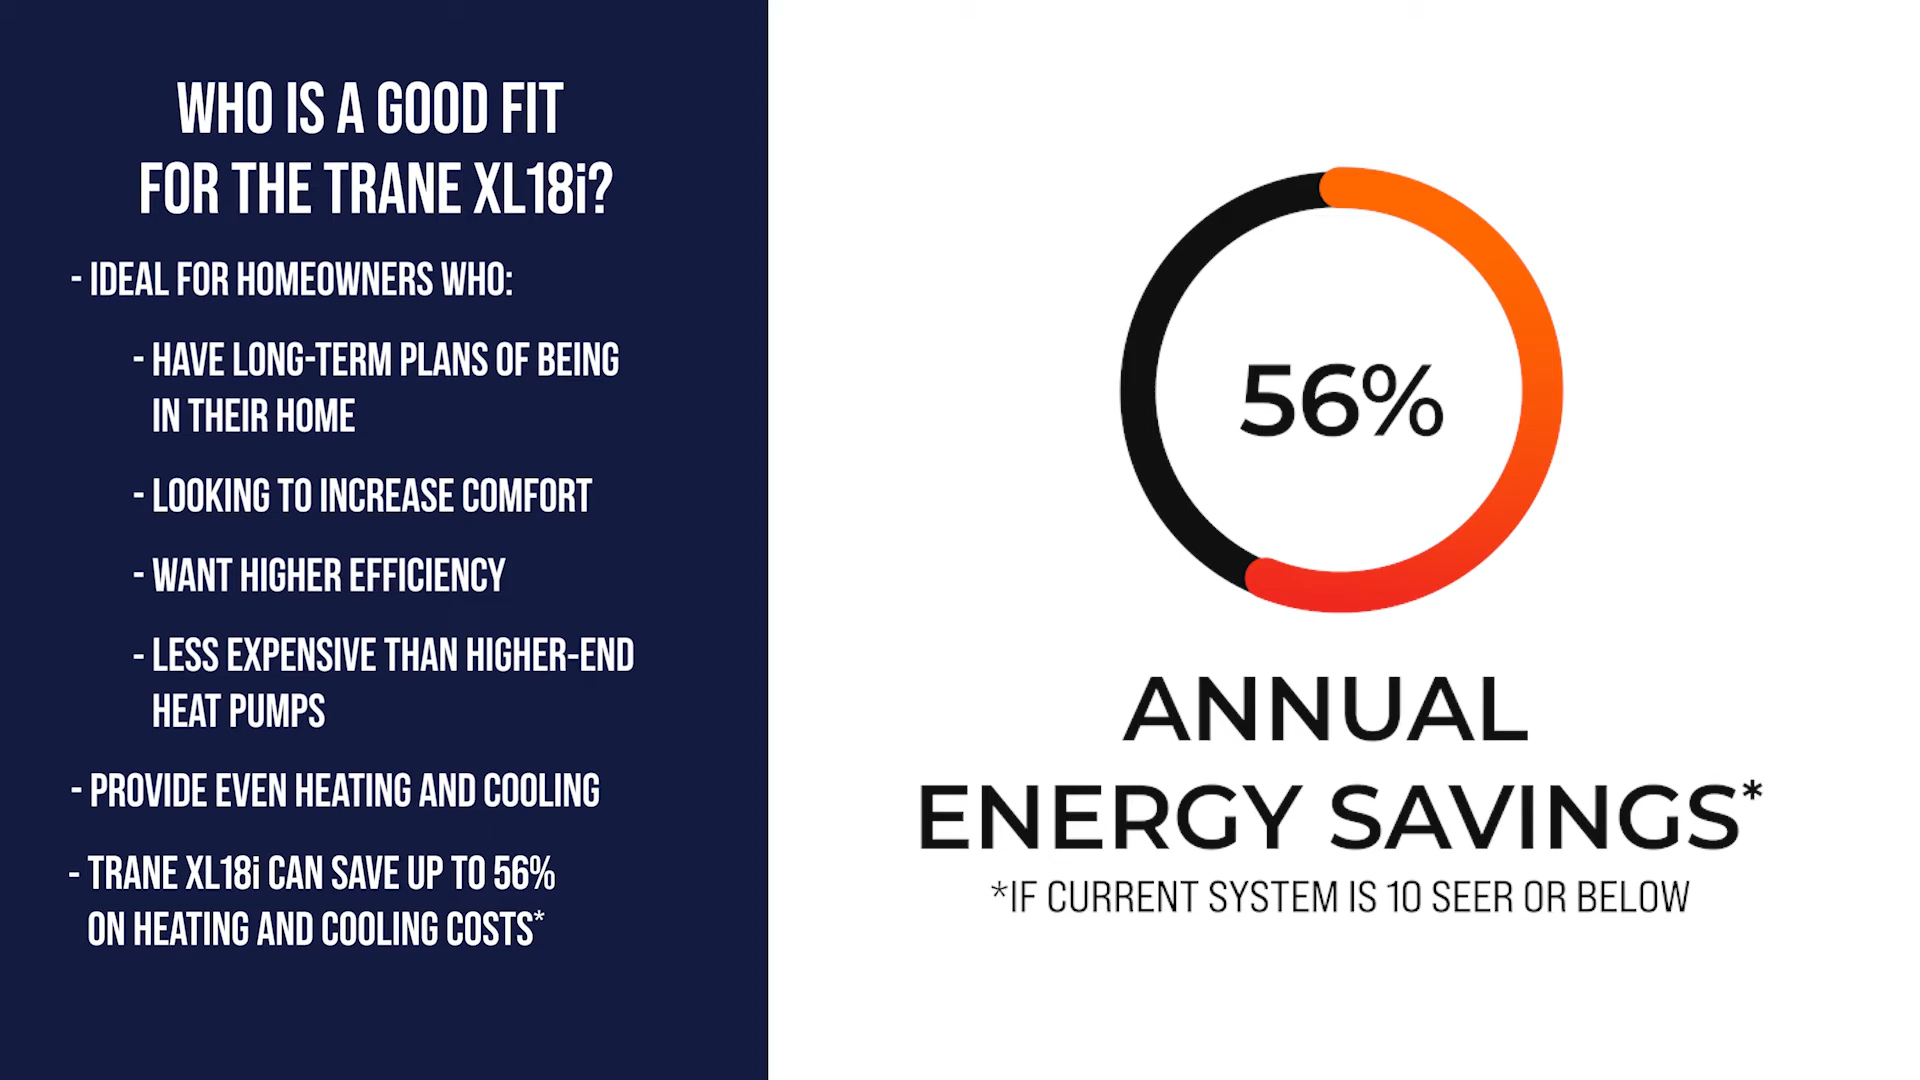 WHO IS A GOOD FIT
FOR THE TRANE XL18i?
- IDEAL FOR HOMEOWNERS WHO:
- HAVE LONG-TERM PLANS OF BEING
IN THEIR HOME
- LOOKING TO INCREASE COMFORT
- WANT HIGHER EFFICIENCY
- LESS EXPENSIVE THAN HIGHER-END
HEAT PUMPS
- PROVIDE EVEN HEATING AND COOLING
- TRANE XL18i CAN SAVE UP TO 56%
ON HEATING AND COOLING COSTS*
56%
ANNUAL
ENERGY SAVINGS*
*IF CURRENT SYSTEM IS 10 SEER OR BELOW